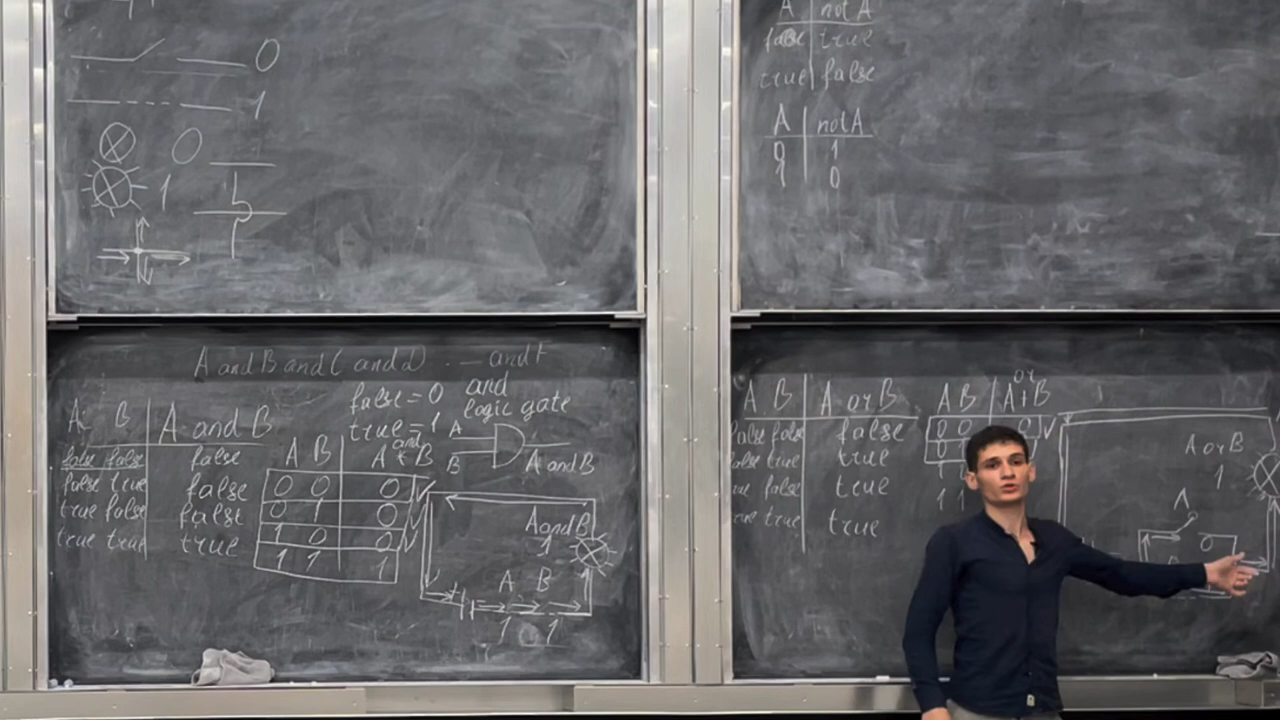 0
1
0
1
A and B and C and d . — and F
A B | A and B
false false | false
false true | false
true false | false
true true | true
false = 0
true = 1
and
logic gate
A
B
A and B
A B | A and B
0 0 | 0
0 1 | 0
1 0 | 0
1 1 | 1
A and B
1
A B
1 1
A | not A
false | true
true | false
A | not A
0 | 1
1 | 0
A B | A or B
false false | false
false true | true
true false | true
true true | true
or
A B | A+B
0 0 | 0
0
1 1
A or B
1
A
0